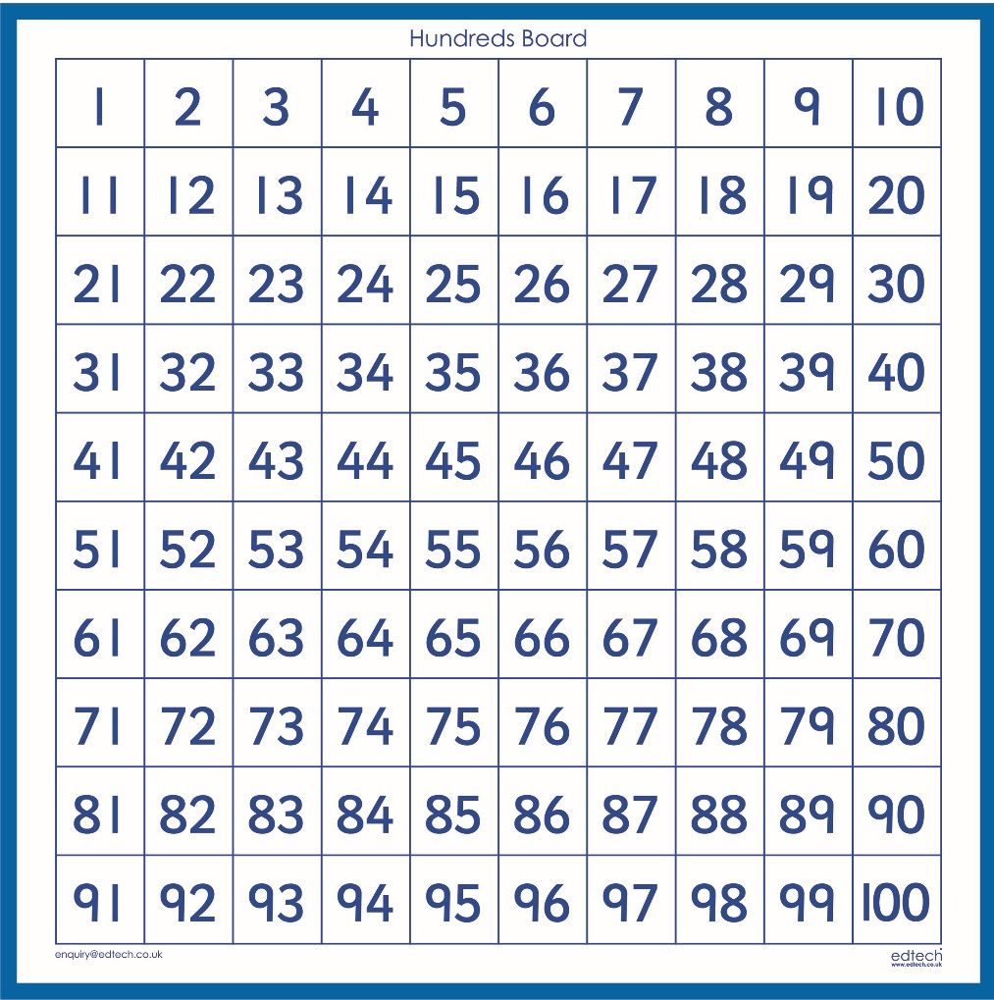 Hundreds Board
1 2 3 4 5 6 7 8 9 10
11 12 13 14 15 16 17 18 19 20
21 22 23 24 25 26 27 28 29 30
31 32 33 34 35 36 37 38 39 40
41 42 43 44 45 46 47 48 49 50
51 52 53 54 55 56 57 58 59 60
61 62 63 64 65 66 67 68 69 70
71 72 73 74 75 76 77 78 79 80
81 82 83 84 85 86 87 88 89 90
91 92 93 94 95 96 97 98 99 100
enquiry@edtech.co.uk
edtech
www.edtech.co.uk